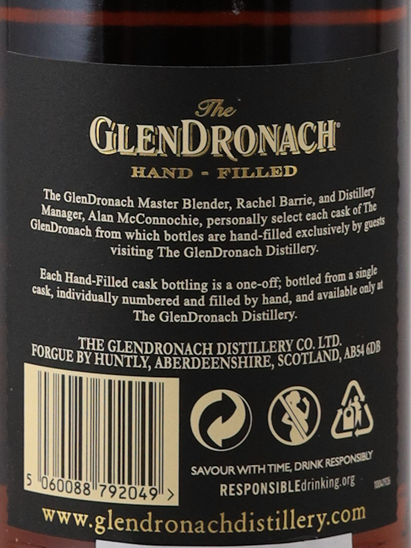 The
GLENDRONACH®
HAND - FILLED
The GlenDronach Master Blender, Rachel Barrie, and Distillery
Manager, Alan McConnochie, personally select each cask of The
GlenDronach from which bottles are hand-filled exclusively by guests
visiting The GlenDronach Distillery.
Each Hand-Filled cask bottling is a one-off; bottled from a single
cask, individually numbered and filled by hand, and available only at
The GlenDronach Distillery.
THE GLENDRONACH DISTILLERY CO. LTD.
FORGUE BY HUNTLY, ABERDEENSHIRE, SCOTLAND, AB54 6DB
5 060088 792049 >
SAVOUR WITH TIME, DRINK RESPONSIBLY
RESPONSIBLEdrinking.org
www.glendronachdistillery.com